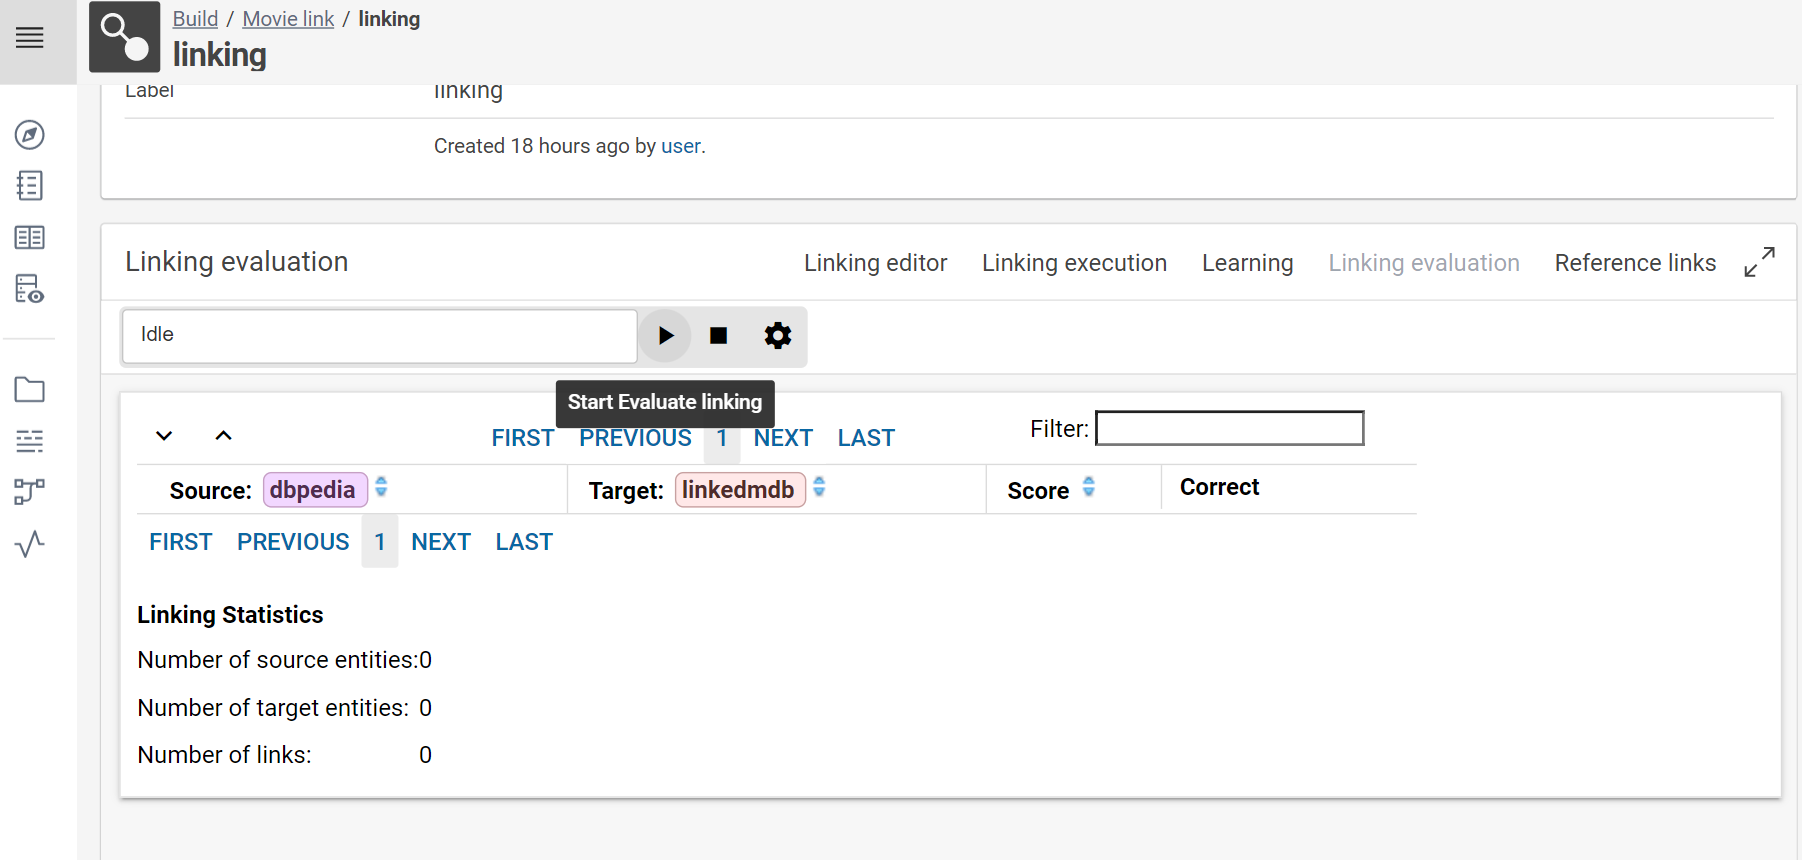 Build / Movie link / linking
linking
Label linking
Created 18 hours ago by user.
Linking evaluation Linking editor Linking execution Learning Linking evaluation Reference links
Idle
Start Evaluate linking
FIRST PREVIOUS 1 NEXT LAST Filter:
Source: dbpedia Target: linkedmdb Score Correct
FIRST PREVIOUS 1 NEXT LAST
Linking Statistics
Number of source entities:0
Number of target entities: 0
Number of links: 0